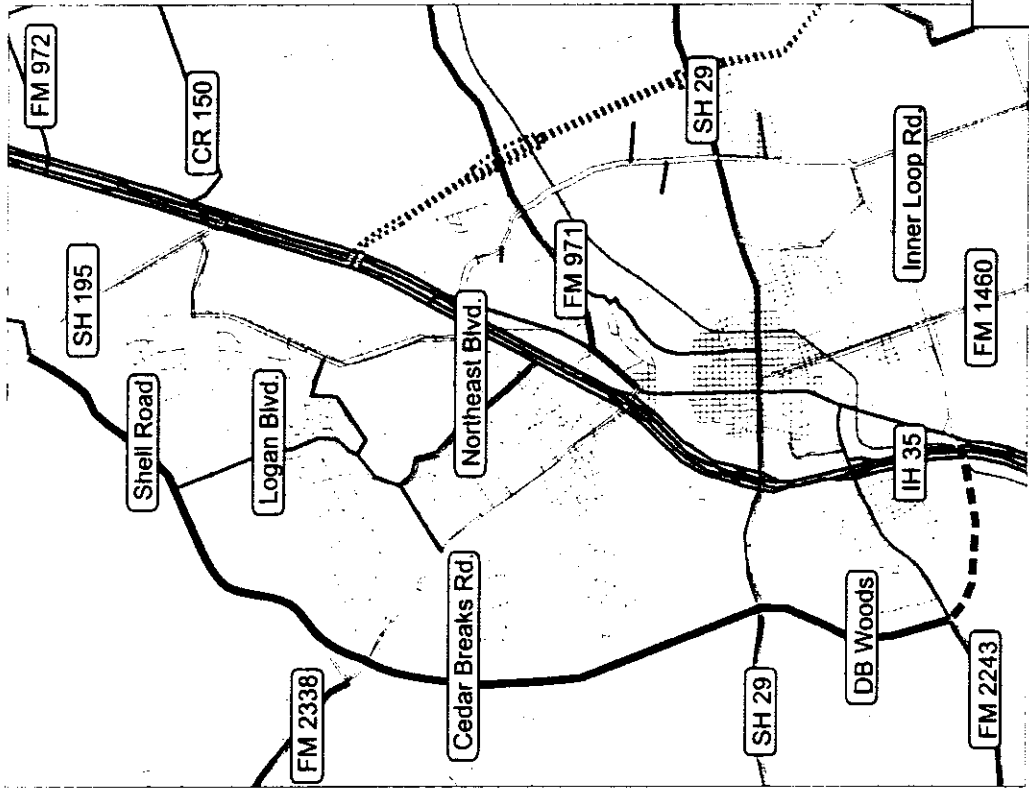 FM 972
CR 150
SH 195
Shell Road
Logan Blvd.
Northeast Blvd.
FM 971
SH 29
Inner Loop Rd.
FM 1460
IH 35
Cedar Breaks Rd.
FM 2338
DB Woods
SH 29
FM 2243